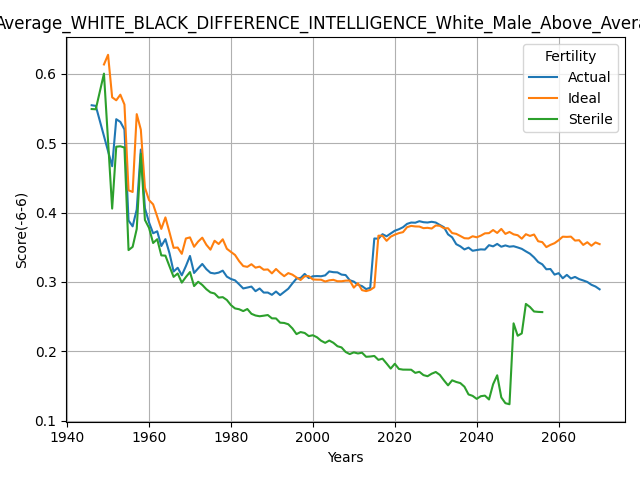 Average_WHITE_BLACK_DIFFERENCE_INTELLIGENCE_White_Male_Above_Avera
Fertility
Actual
Ideal
Sterile
Score(-6-6)
0.6
0.5
0.4
0.3
0.2
0.1
1940 1960 1980 2000 2020 2040 2060
Years